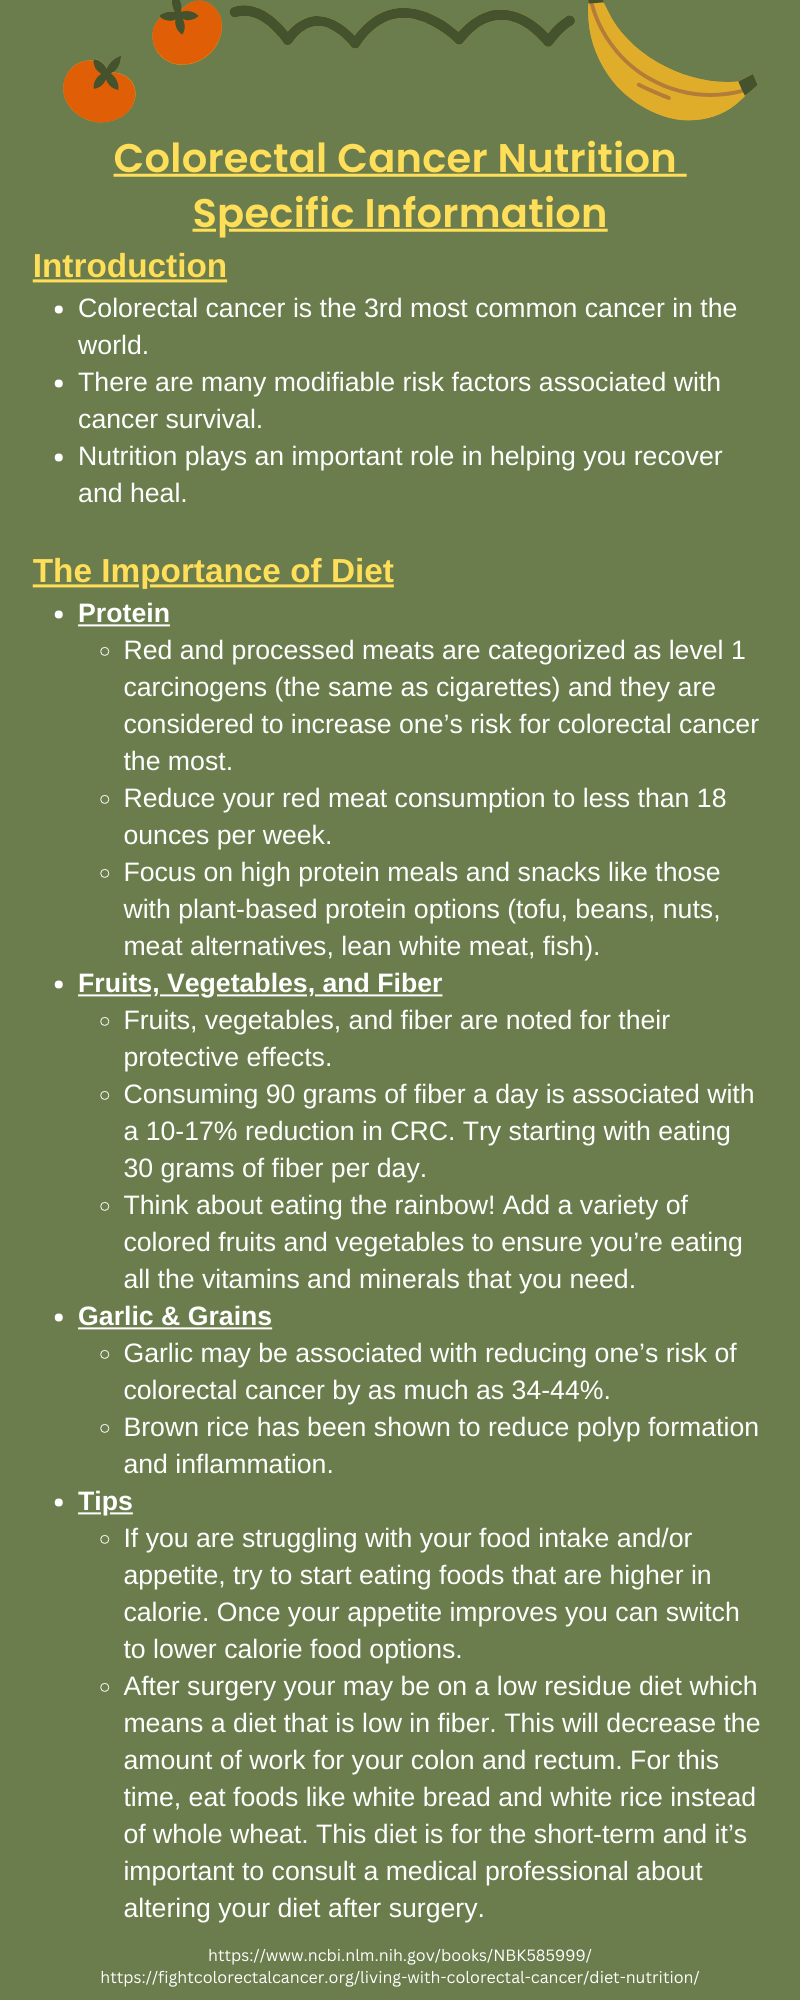 Colorectal Cancer Nutrition
Specific Information
Introduction
• Colorectal cancer is the 3rd most common cancer in the
world.
• There are many modifiable risk factors associated with
cancer survival.
• Nutrition plays an important role in helping you recover
and heal.
The Importance of Diet
• Protein
◦ Red and processed meats are categorized as level 1
carcinogens (the same as cigarettes) and they are
considered to increase one’s risk for colorectal cancer
the most.
◦ Reduce your red meat consumption to less than 18
ounces per week.
◦ Focus on high protein meals and snacks like those
with plant-based protein options (tofu, beans, nuts,
meat alternatives, lean white meat, fish).
• Fruits, Vegetables, and Fiber
◦ Fruits, vegetables, and fiber are noted for their
protective effects.
◦ Consuming 90 grams of fiber a day is associated with
a 10-17% reduction in CRC. Try starting with eating
30 grams of fiber per day.
◦ Think about eating the rainbow! Add a variety of
colored fruits and vegetables to ensure you’re eating
all the vitamins and minerals that you need.
• Garlic & Grains
◦ Garlic may be associated with reducing one’s risk of
colorectal cancer by as much as 34-44%.
◦ Brown rice has been shown to reduce polyp formation
and inflammation.
• Tips
◦ If you are struggling with your food intake and/or
appetite, try to start eating foods that are higher in
calorie. Once your appetite improves you can switch
to lower calorie food options.
◦ After surgery your may be on a low residue diet which
means a diet that is low in fiber. This will decrease the
amount of work for your colon and rectum. For this
time, eat foods like white bread and white rice instead
of whole wheat. This diet is for the short-term and it’s
important to consult a medical professional about
altering your diet after surgery.
https://www.ncbi.nlm.nih.gov/books/NBK585999/
https://fightcolorectalcancer.org/living-with-colorectal-cancer/diet-nutrition/